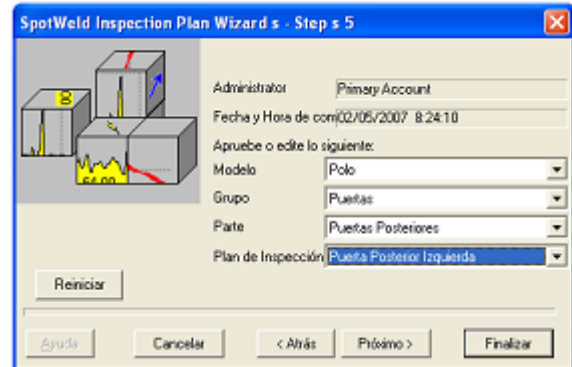 SpotWeld Inspection Plan Wizard s - Step s 5
Administrator Primary Account
Fecha y Hora de com 02/05/2007 8:24:10
Apruebe o edite lo siguiente:
Modelo Polo
Grupo Puertas
Parte Puertas Posteriores
Plan de Inspección Puerta Posterior Izquierda
Reiniciar
Ayuda Cancelar < Atrás Próximo > Finalizar